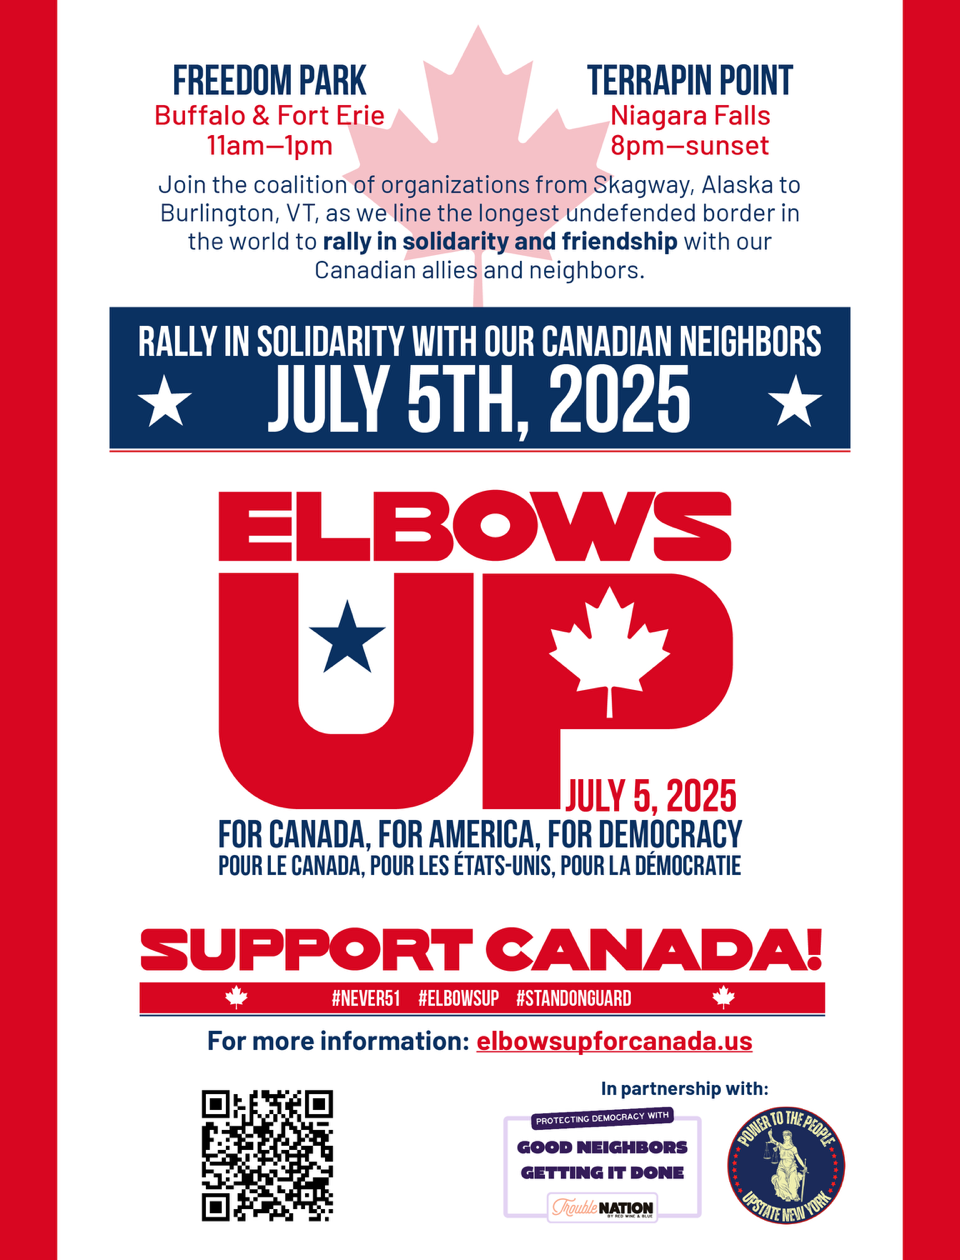 FREEDOM PARK
Buffalo & Fort Erie
11am—1pm
TERRAPIN POINT
Niagara Falls
8pm—sunset
Join the coalition of organizations from Skagway, Alaska to
Burlington, VT, as we line the longest undefended border in
the world to rally in solidarity and friendship with our
Canadian allies and neighbors.
RALLY IN SOLIDARITY WITH OUR CANADIAN NEIGHBORS
JULY 5TH, 2025
ELBOWS
UP
JULY 5, 2025
FOR CANADA, FOR AMERICA, FOR DEMOCRACY
POUR LE CANADA, POUR LES ÉTATS-UNIS, POUR LA DÉMOCRATIE
SUPPORT CANADA!
#NEVER51 #ELBOWSUP #STANDONGUARD
For more information: elbowsupforcanada.us
In partnership with:
PROTECTING DEMOCRACY WITH
GOOD NEIGHBORS
GETTING IT DONE
Trouble NATION
BY RED WINE & BLUE
POWER TO THE PEOPLE
UPSTATE NEW YORK